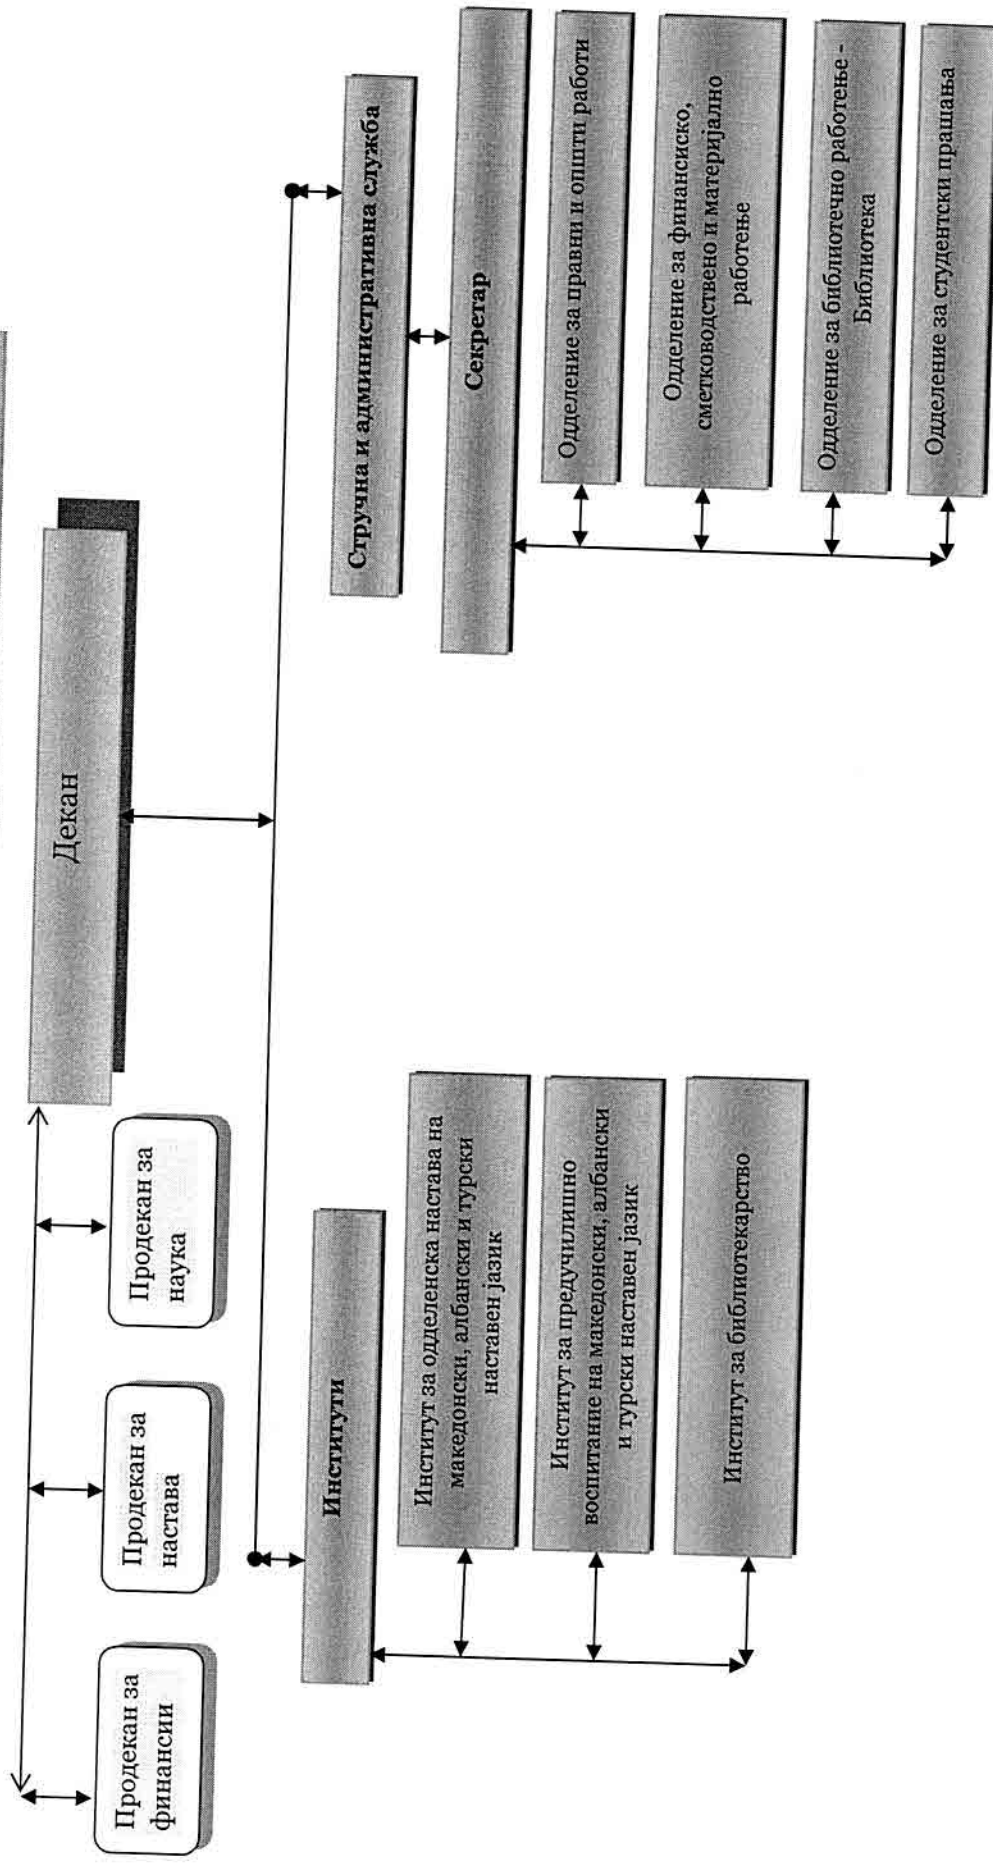 Декан
Продекан за
финансии
Продекан за
настава
Продекан за
наука
Институти
Институт за одделенска настава на
македонски, албански и турски
наставен јазик
Институт за предучилишно
воспитание на македонски, албански
и турски наставен јазик
Институт за библиотекарство
Стручна и административна служба
Секретар
Одделение за правни и општи работи
Одделение за финансиско,
сметководствено и материјално
работење
Одделение за библиотечно работење -
Библиотека
Одделение за студентски прашања